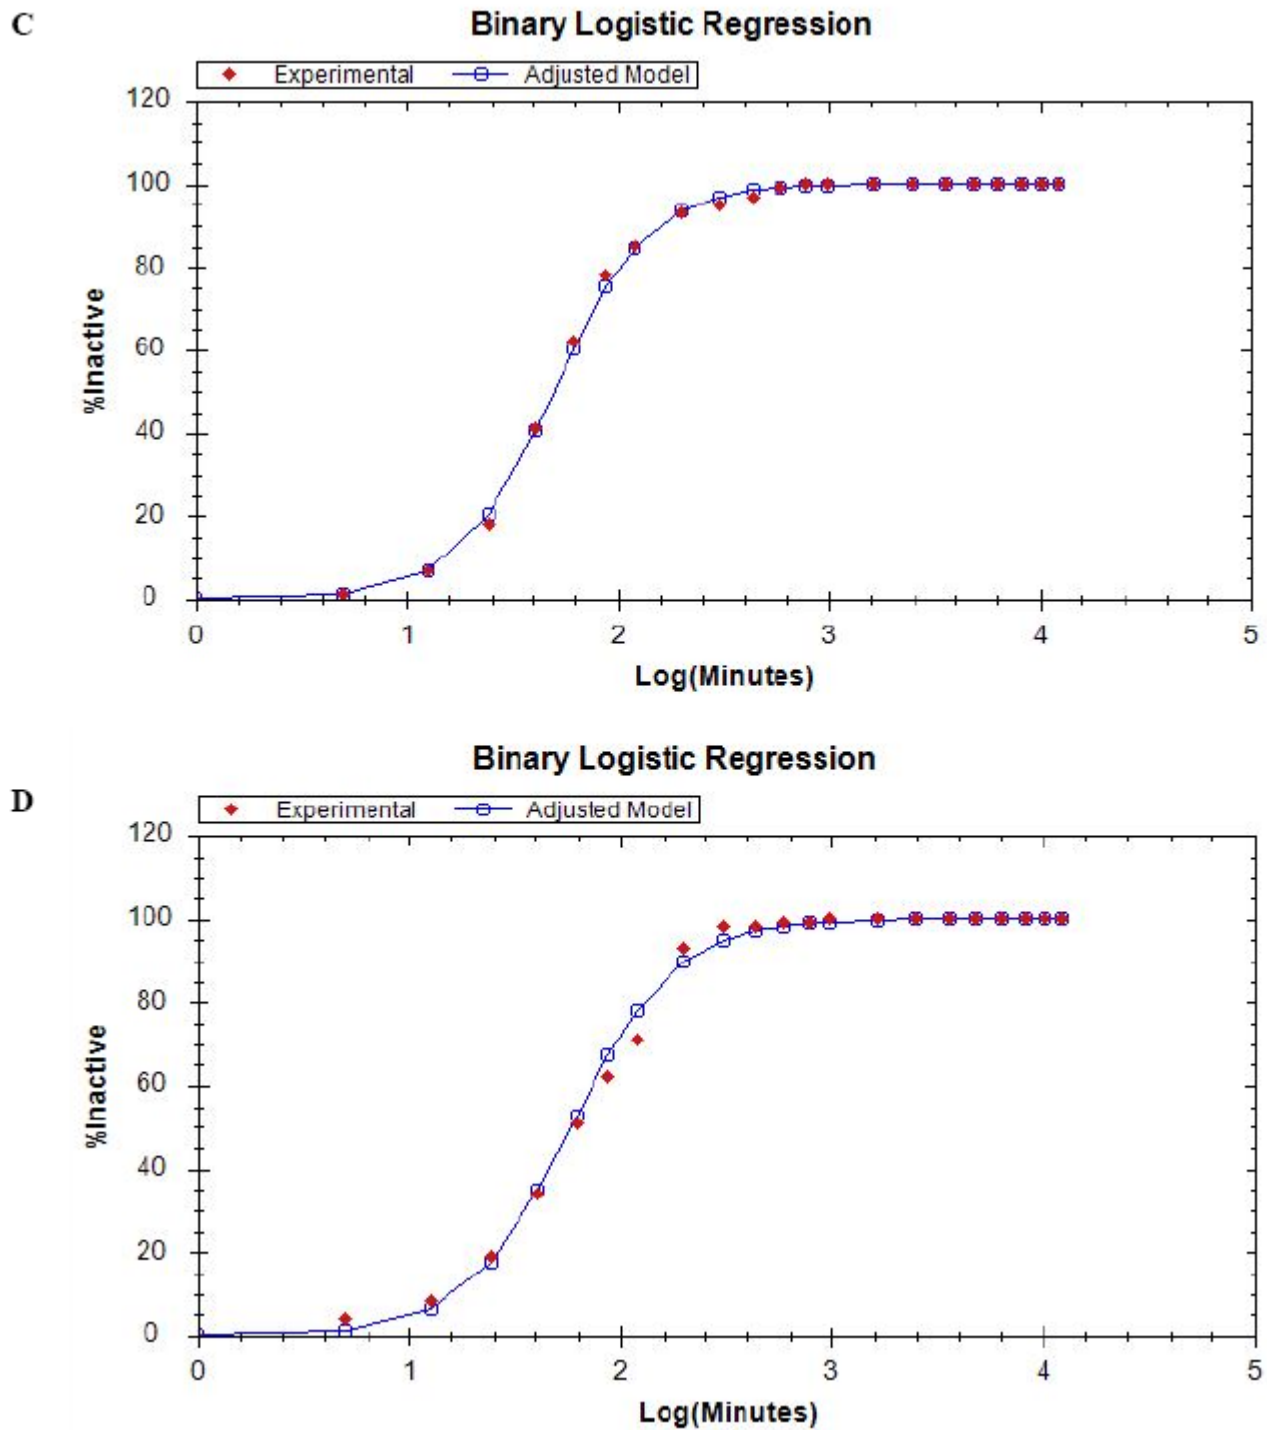 C
Binary Logistic Regression
Experimental Adjusted Model
120
100
80
60
40
20
0
%Inactive
0 1 2 3 4 5
Log(Minutes)
Binary Logistic Regression
D
Experimental Adjusted Model
120
100
80
60
40
20
0
%Inactive
0 1 2 3 4 5
Log(Minutes)